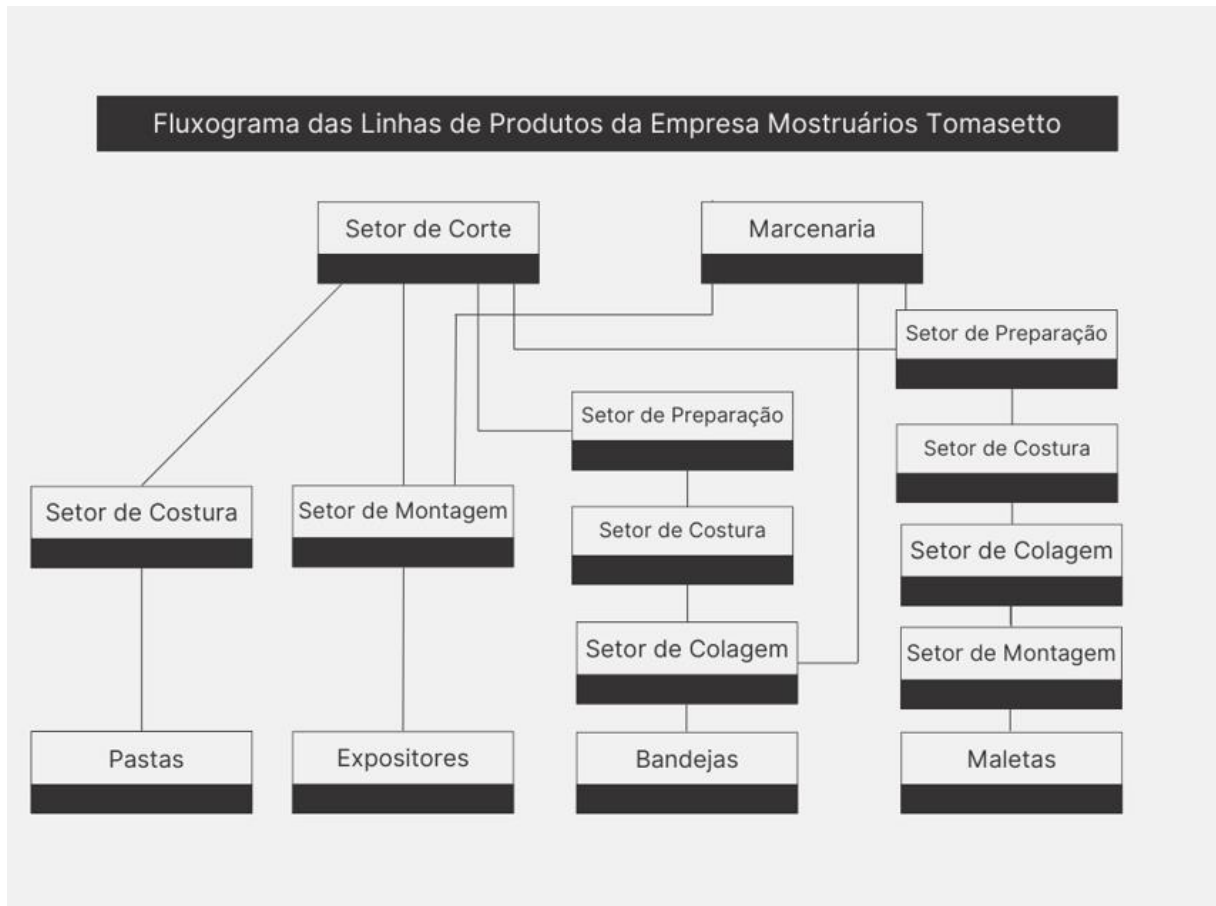 Fluxograma das Linhas de Produtos da Empresa Mostruários Tomasetto
Setor de Corte
Marcenaria
Setor de Preparação
Setor de Preparação
Setor de Costura
Setor de Costura
Setor de Montagem
Setor de Costura
Setor de Colagem
Setor de Colagem
Setor de Montagem
Pastas
Expositores
Bandejas
Maletas